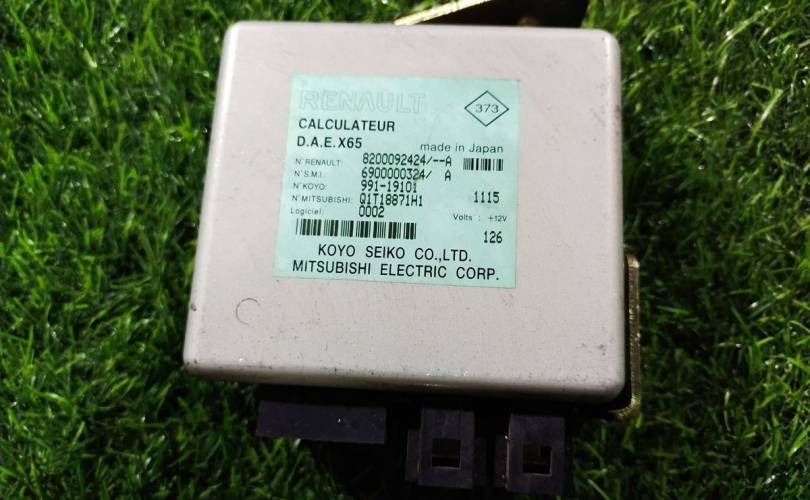 RENAULT
373
CALCULATEUR
D.A.E.X65
made in Japan
N°RENAULT: 8200092424/--A
N°S.M.I.: 6900000324/ A
N°KOYO: 991-19101
N°MITSUBISHI: Q1T18871H1 1115
Logiciel: 0002 Volts : +12V
126
KOYO SEIKO CO.,LTD.
MITSUBISHI ELECTRIC CORP.